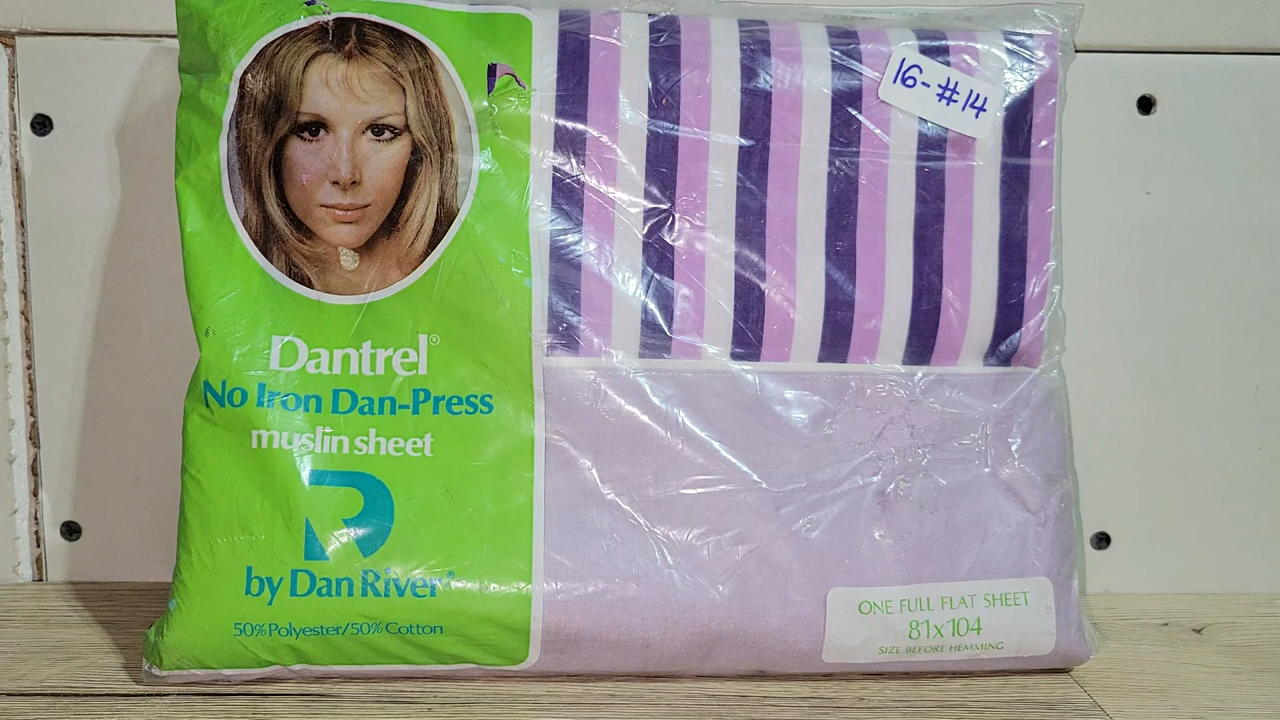 Dantrel®
No Iron Dan-Press
muslin sheet
by Dan River®
50% Polyester/50% Cotton
16-#14
ONE FULL FLAT SHEET
81x104
SIZE BEFORE HEMMING